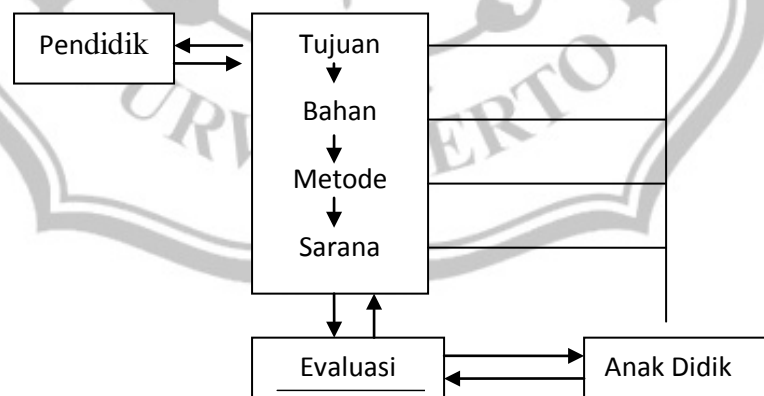 Pendidik
Tujuan
Bahan
Metode
Sarana
Evaluasi
Anak Didik